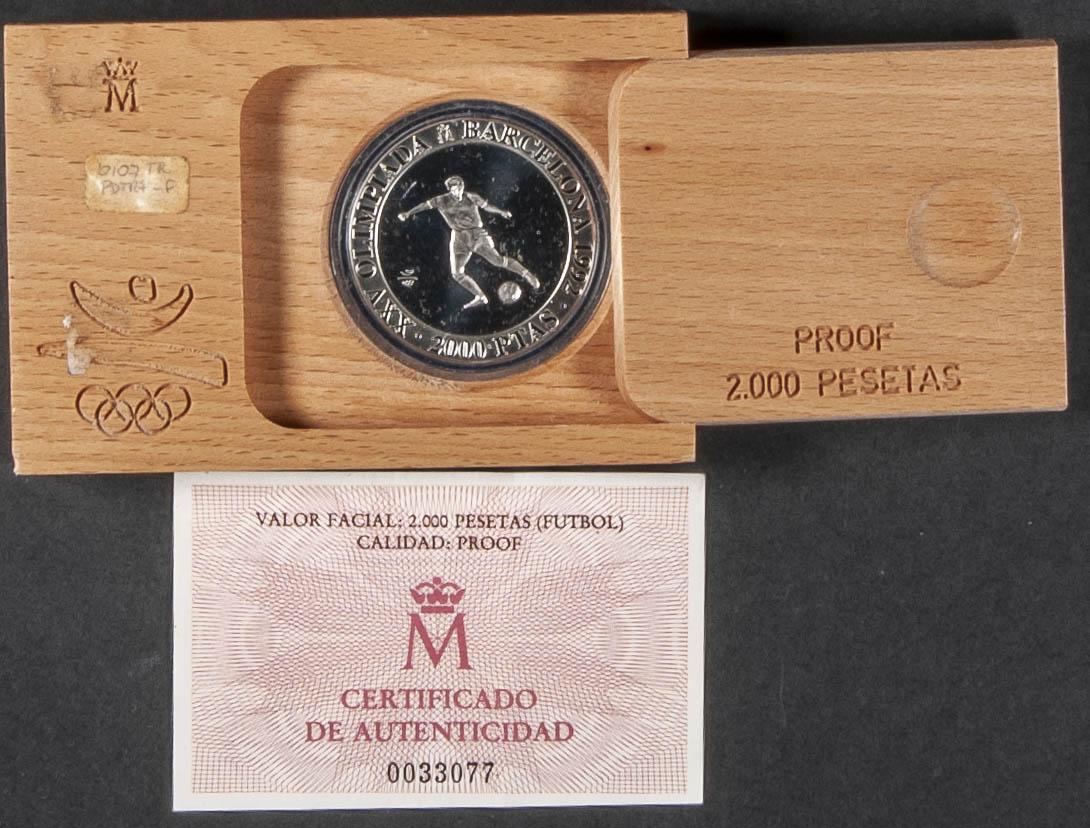 M
XXV OLIMPIADA M BARCELONA 1992
· 2000 · PTAS ·
PROOF
2.000 PESETAS
VALOR FACIAL: 2.000 PESETAS (FUTBOL)
CALIDAD: PROOF
M
CERTIFICADO
DE AUTENTICIDAD
0033077